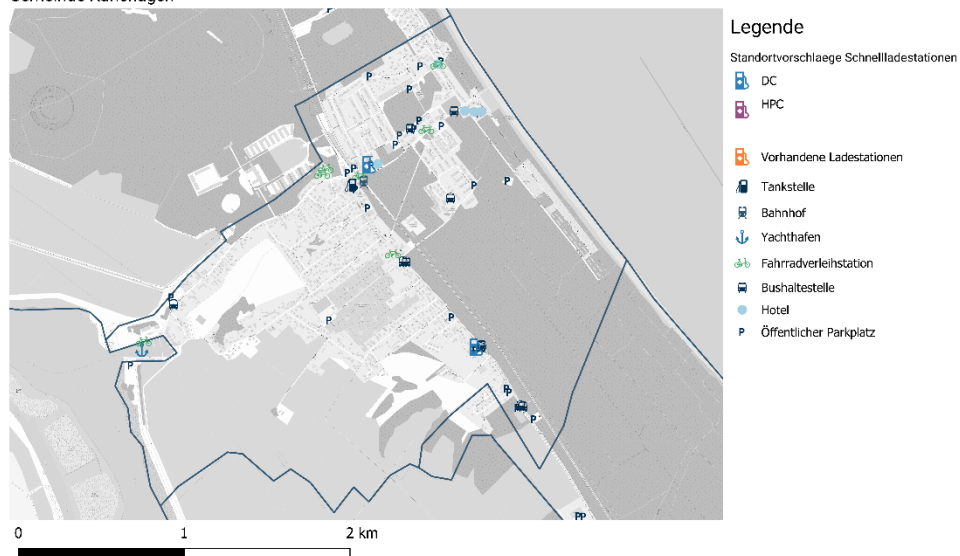 Legende
Standortvorschlaege Schnellladestationen
DC
HPC
Vorhandene Ladestationen
Tankstelle
Bahnhof
Yachthafen
Fahrradverleihstation
Bushaltestelle
Hotel
P Öffentlicher Parkplatz
0 1 2 km